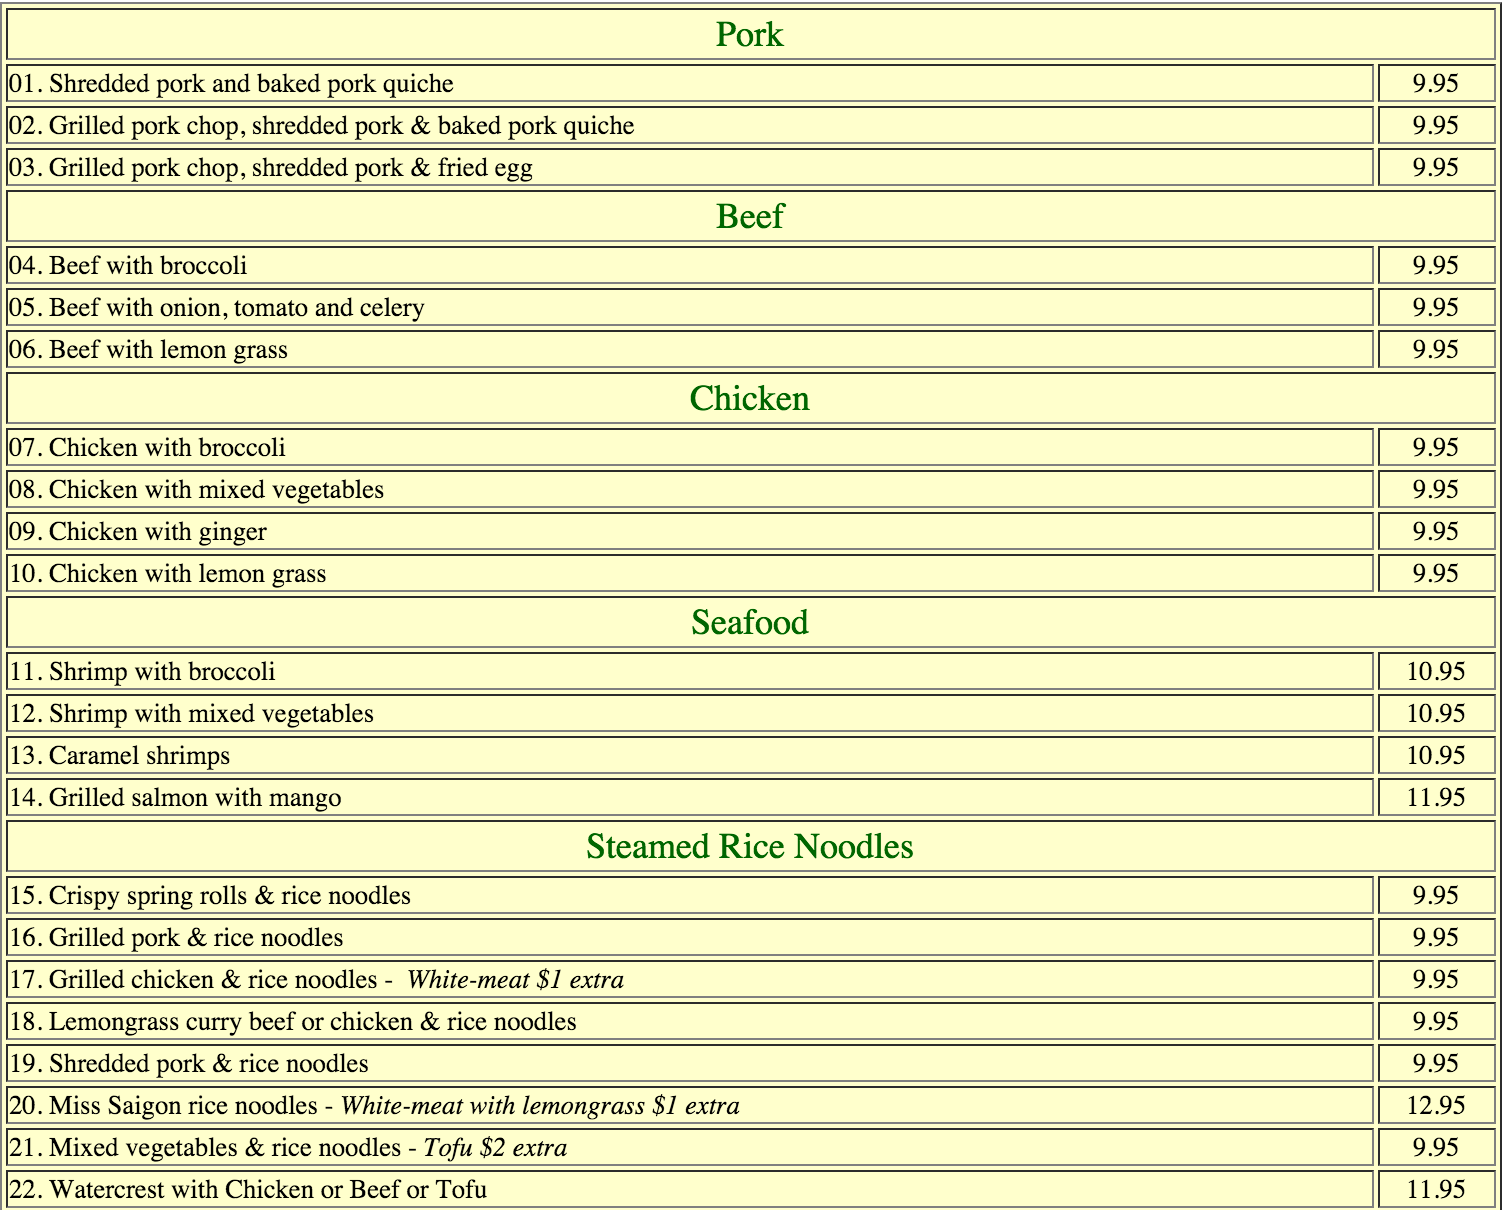 Pork
01. Shredded pork and baked pork quiche 9.95
02. Grilled pork chop, shredded pork & baked pork quiche 9.95
03. Grilled pork chop, shredded pork & fried egg 9.95
Beef
04. Beef with broccoli 9.95
05. Beef with onion, tomato and celery 9.95
06. Beef with lemon grass 9.95
Chicken
07. Chicken with broccoli 9.95
08. Chicken with mixed vegetables 9.95
09. Chicken with ginger 9.95
10. Chicken with lemon grass 9.95
Seafood
11. Shrimp with broccoli 10.95
12. Shrimp with mixed vegetables 10.95
13. Caramel shrimps 10.95
14. Grilled salmon with mango 11.95
Steamed Rice Noodles
15. Crispy spring rolls & rice noodles 9.95
16. Grilled pork & rice noodles 9.95
17. Grilled chicken & rice noodles - White-meat $1 extra 9.95
18. Lemongrass curry beef or chicken & rice noodles 9.95
19. Shredded pork & rice noodles 9.95
20. Miss Saigon rice noodles - White-meat with lemongrass $1 extra 12.95
21. Mixed vegetables & rice noodles - Tofu $2 extra 9.95
22. Watercrest with Chicken or Beef or Tofu 11.95